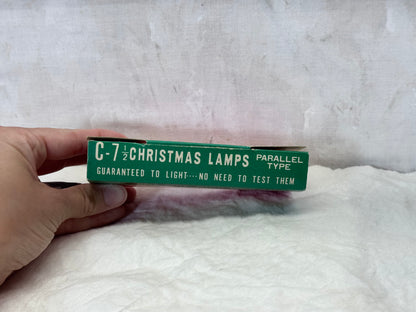 C-7½ CHRISTMAS LAMPS PARALLEL TYPE
GUARANTEED TO LIGHT---NO NEED TO TEST THEM